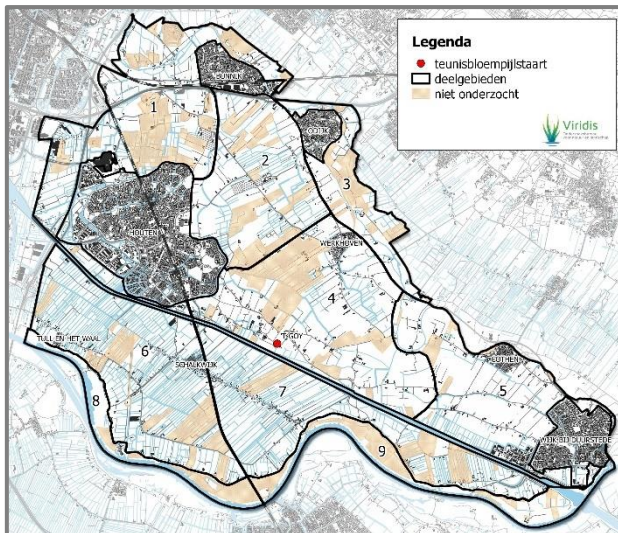 Legenda
teunisbloempijlstaart
deelgebieden
niet onderzocht
Viridis
BUNNIK
1
ODIJK
2
3
HOUTEN
WERKHOVEN
4
'T GOY
TULL EN HET WAAL
6
SCHALKWIJK
COTHEN
5
7
8
WIJK BIJ DUURSTEDE
9